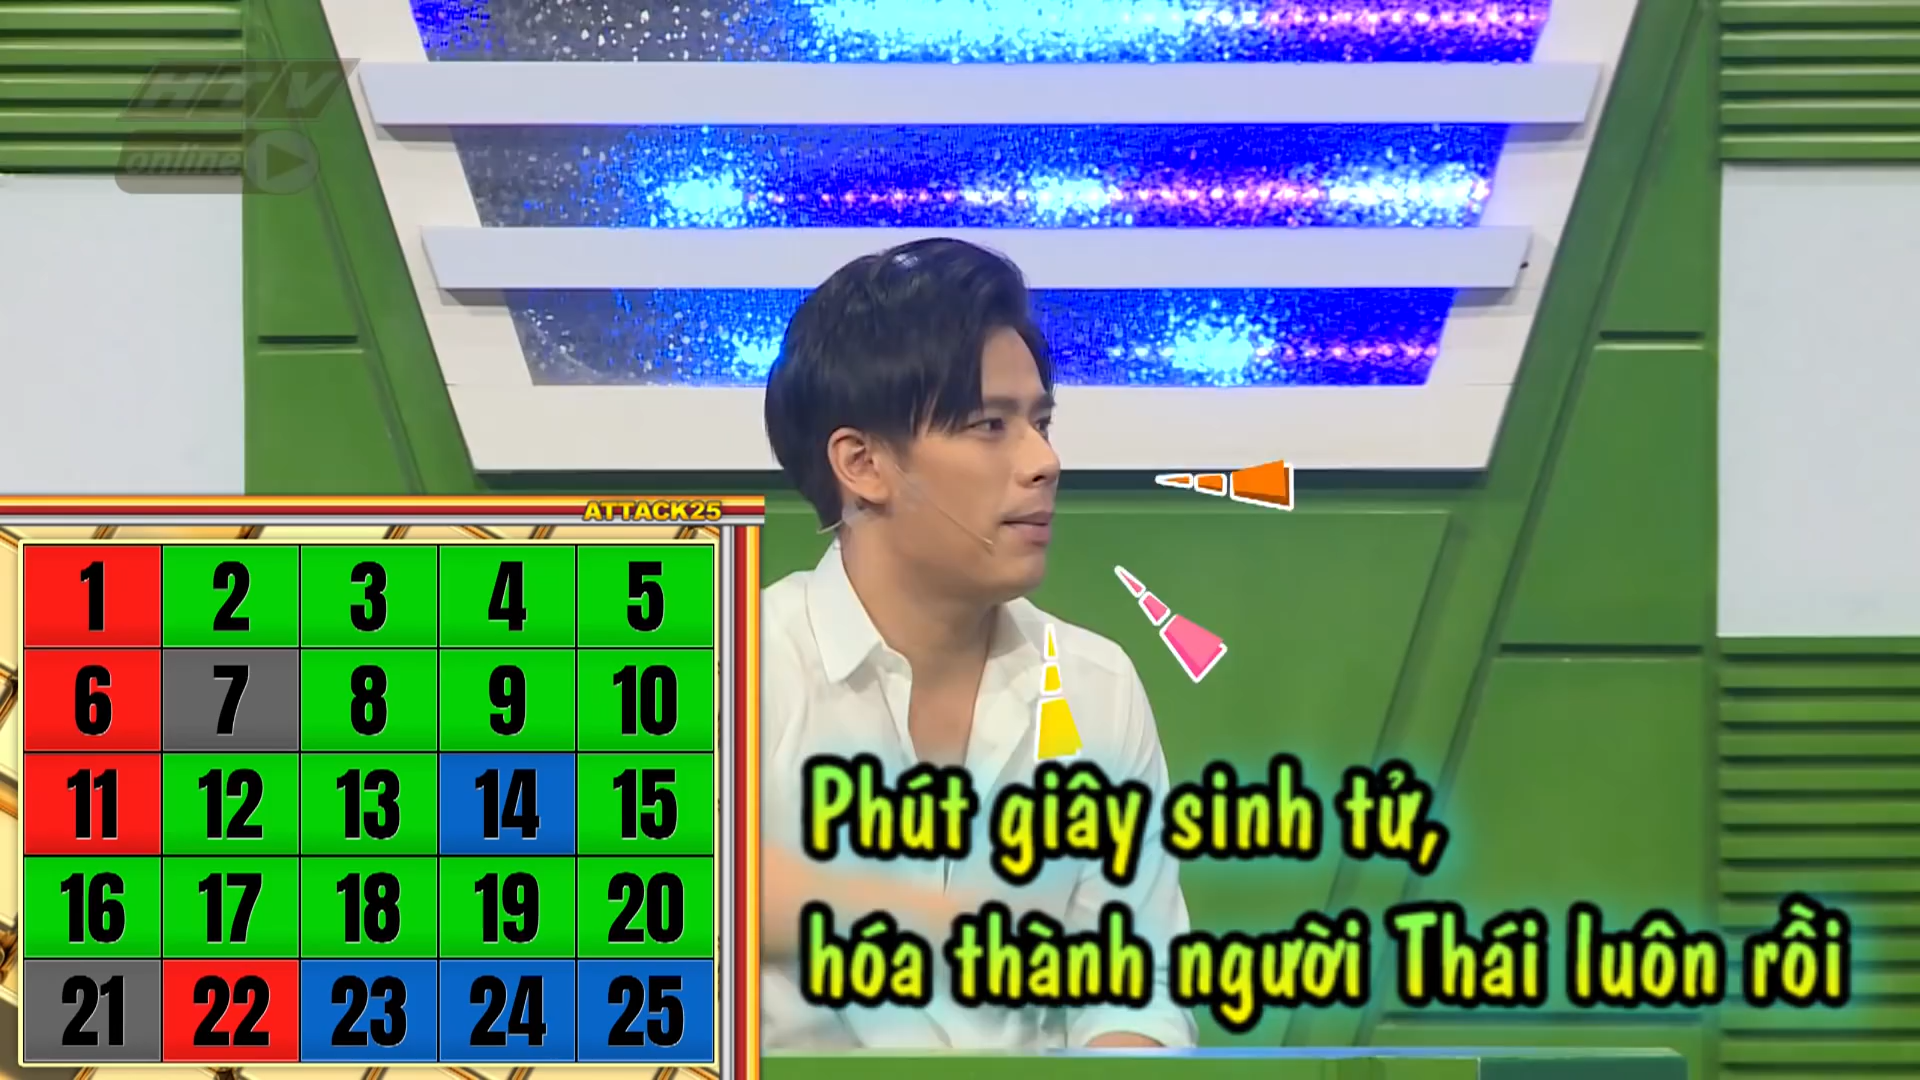 HTV
online
ATTACK25
1 2 3 4 5
6 7 8 9 10
11 12 13 14 15
16 17 18 19 20
21 22 23 24 25
Phút giây sinh tử,
hóa thành người Thái luôn rồi